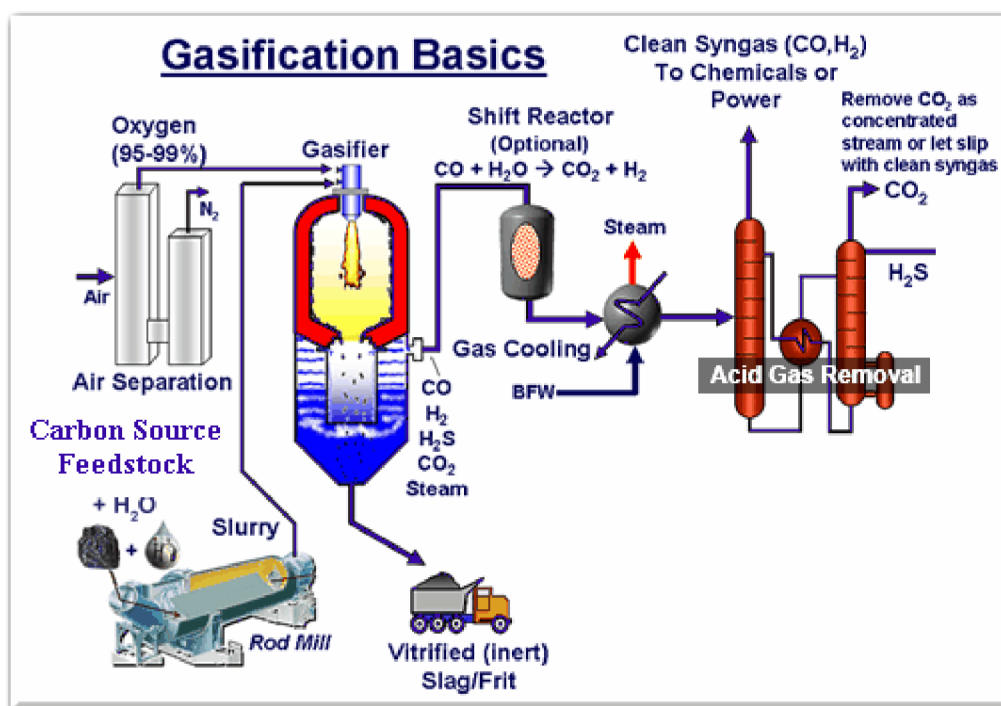 Gasification Basics
Clean Syngas (CO,H₂)
To Chemicals or
Power
Remove CO₂ as
concentrated
stream or let slip
with clean syngas
CO₂
H₂S
Oxygen
(95-99%)
Gasifier
Shift Reactor
(Optional)
CO + H₂O → CO₂ + H₂
N₂
Air
Air Separation
Steam
Gas Cooling
BFW
Acid Gas Removal
CO
H₂
H₂S
CO₂
Steam
Carbon Source
Feedstock
+ H₂O
+
Slurry
Rod Mill
Vitrified (inert)
Slag/Frit